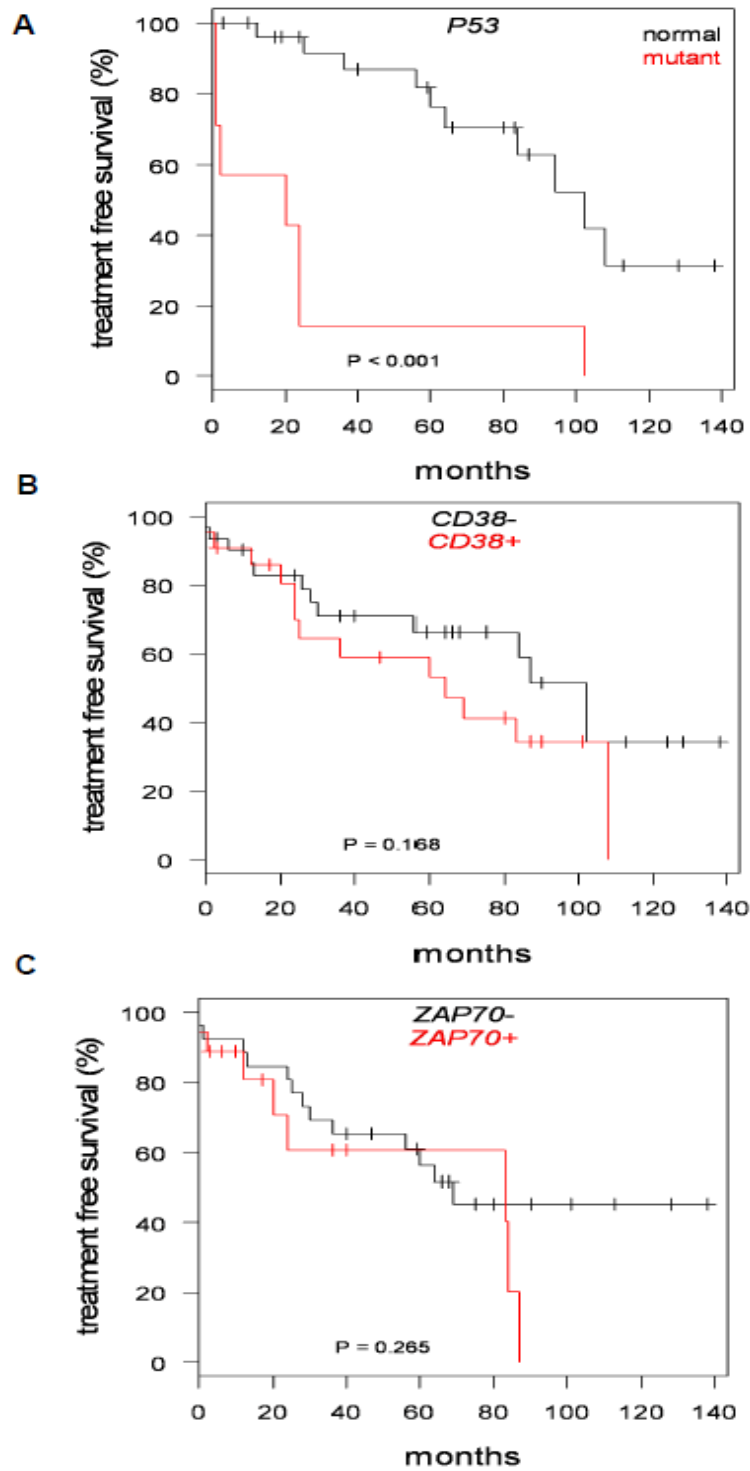 A
P53
normal
mutant
treatment free survival (%)
100
80
60
40
20
0
P < 0.001
0 20 40 60 80 100 120 140
months
B
CD38-
CD38+
treatment free survival (%)
100
80
60
40
20
0
P = 0.168
0 20 40 60 80 100 120 140
months
C
ZAP70-
ZAP70+
treatment free survival (%)
100
80
60
40
20
0
P = 0.265
0 20 40 60 80 100 120 140
months